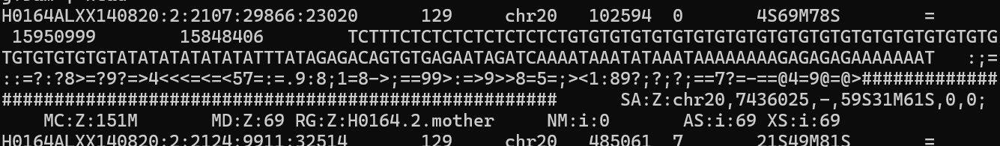 H0164ALXX140820:2:2107:29866:23020      129     chr20   102594  0       4S69M78S        =
 15950999        15848406        TCTTTCTCTCTCTCTCTCTCTGTGTGTGTGTGTGTGTGTGTGTGTGTGTGTGTGTGTGTGTG
TGTGTGTGTGTATATATATATATATTTATAGAGACAGTGTGAGAATAGATCAAAATAAATATAAATAAAAAAAAGAGAGAGAAAAAAAT   :;=
::=?:?8>=?9?=>4<<<=<=<57=:=.9:8;1=8->;==99>:=>9>>8=5=;><1:89?;?;?;==7?=-==@4=9@=@>#############
#####################################################      SA:Z:chr20,7436025,-,59S31M61S,0,0;
    MC:Z:151M       MD:Z:69 RG:Z:H0164.2.mother     NM:i:0      AS:i:69 XS:i:69
H0164ALXX140820:2:2124:9911:32514       129     chr20   485061  7       21S49M81S       =